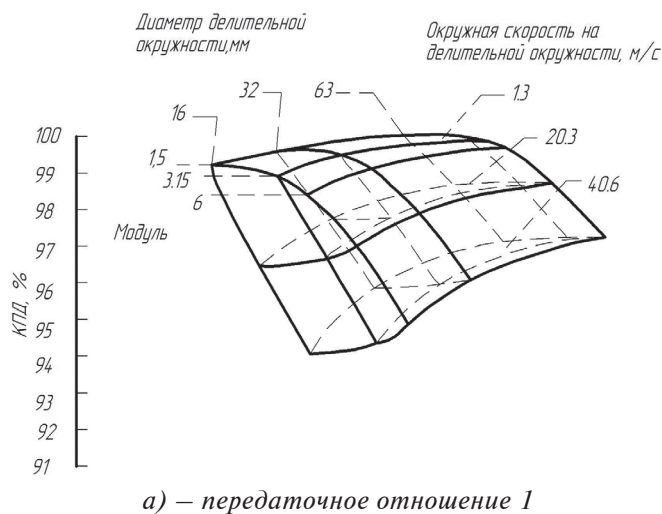 Диаметр делительной
окружности,мм
Окружная скорость на
делительной окружности, м/с
16
32
63
1.3
20.3
40.6
1,5
3.15
6
Модуль
КПД, %
100
99
98
97
96
95
94
93
92
91
а) – передаточное отношение 1